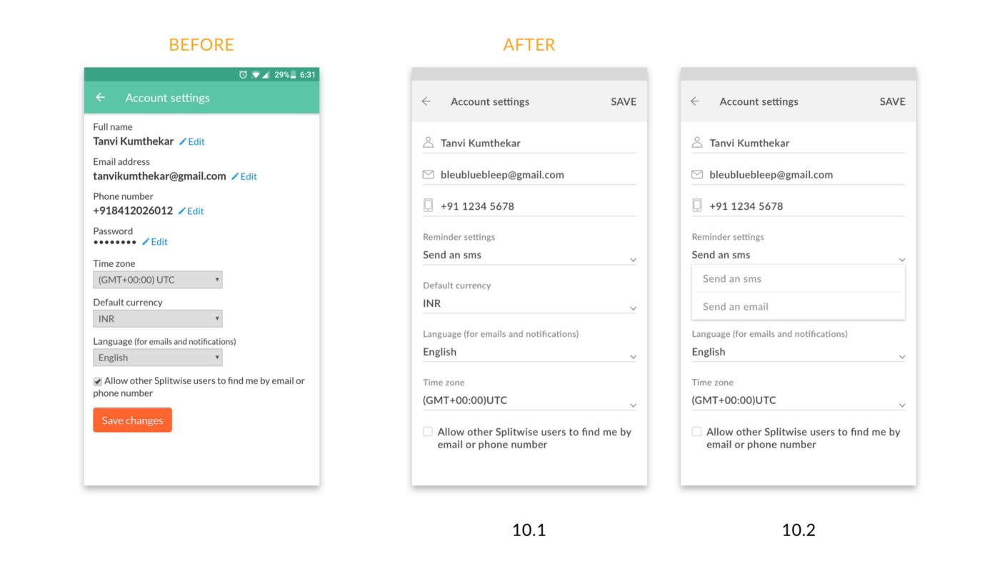 BEFORE
29% 6:31
Account settings
Full name
Tanvi Kumthekar Edit
Email address
tanvikumthekar@gmail.com Edit
Phone number
+918412026012 Edit
Password
•••••••• Edit
Time zone
(GMT+00:00) UTC
Default currency
INR
Language (for emails and notifications)
English
Allow other Splitwise users to find me by email or
phone number
Save changes
AFTER
Account settings SAVE
Tanvi Kumthekar
bleubluebleep@gmail.com
+91 1234 5678
Reminder settings
Send an sms
Default currency
INR
Language (for emails and notifications)
English
Time zone
(GMT+00:00)UTC
Allow other Splitwise users to find me by
email or phone number
10.1
Account settings SAVE
Tanvi Kumthekar
bleubluebleep@gmail.com
+91 1234 5678
Reminder settings
Send an sms
Send an sms
Send an email
Language (for emails and notifications)
English
Time zone
(GMT+00:00)UTC
Allow other Splitwise users to find me by
email or phone number
10.2